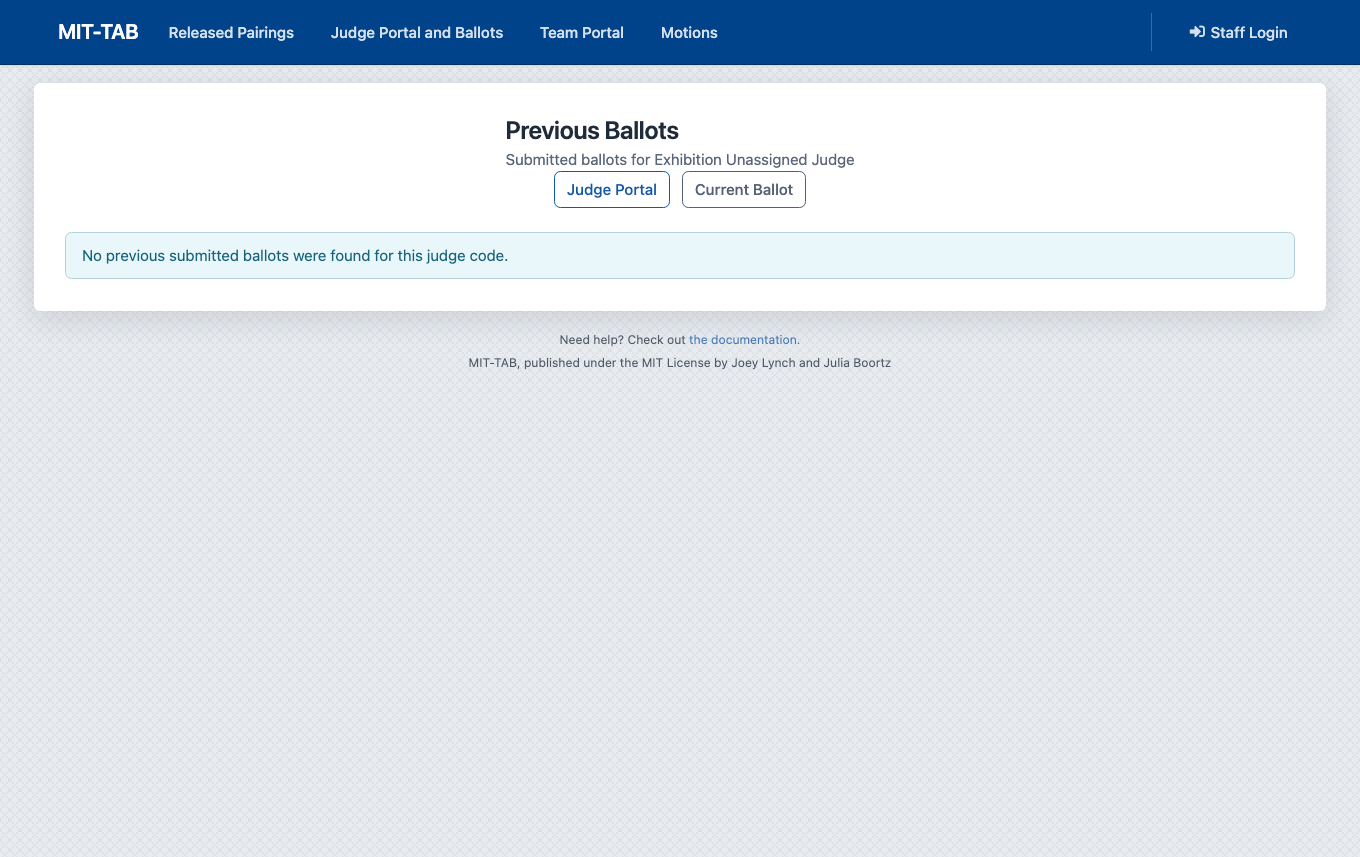 MIT-TAB Released Pairings Judge Portal and Ballots Team Portal Motions Staff Login
Previous Ballots
Submitted ballots for Exhibition Unassigned Judge
Judge Portal Current Ballot
No previous submitted ballots were found for this judge code.
Need help? Check out the documentation.
MIT-TAB, published under the MIT License by Joey Lynch and Julia Boortz